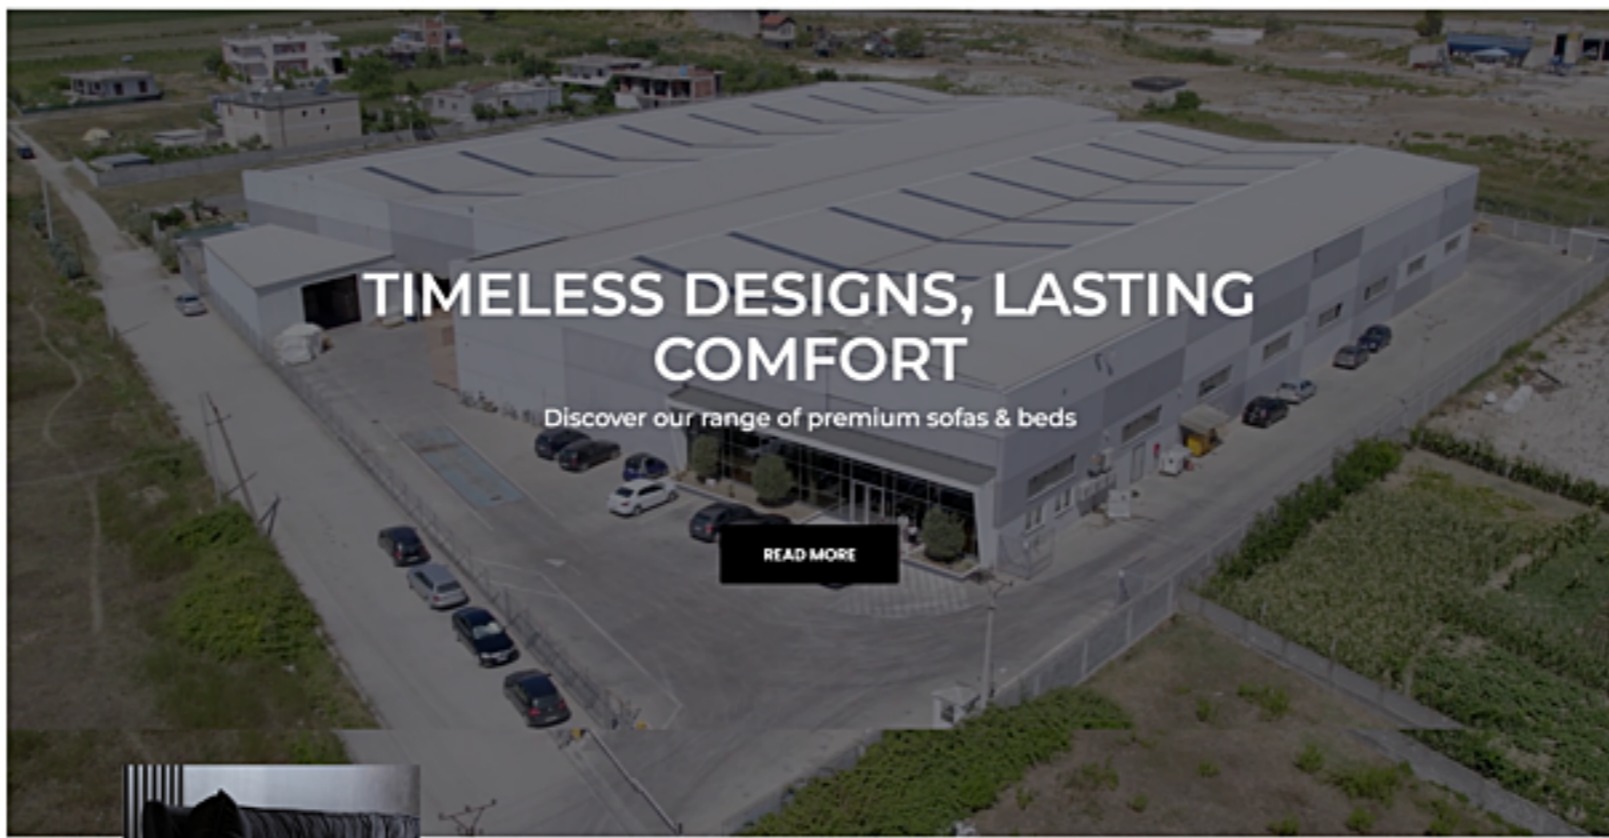 TIMELESS DESIGNS, LASTING
COMFORT
Discover our range of premium sofas & beds
READ MORE